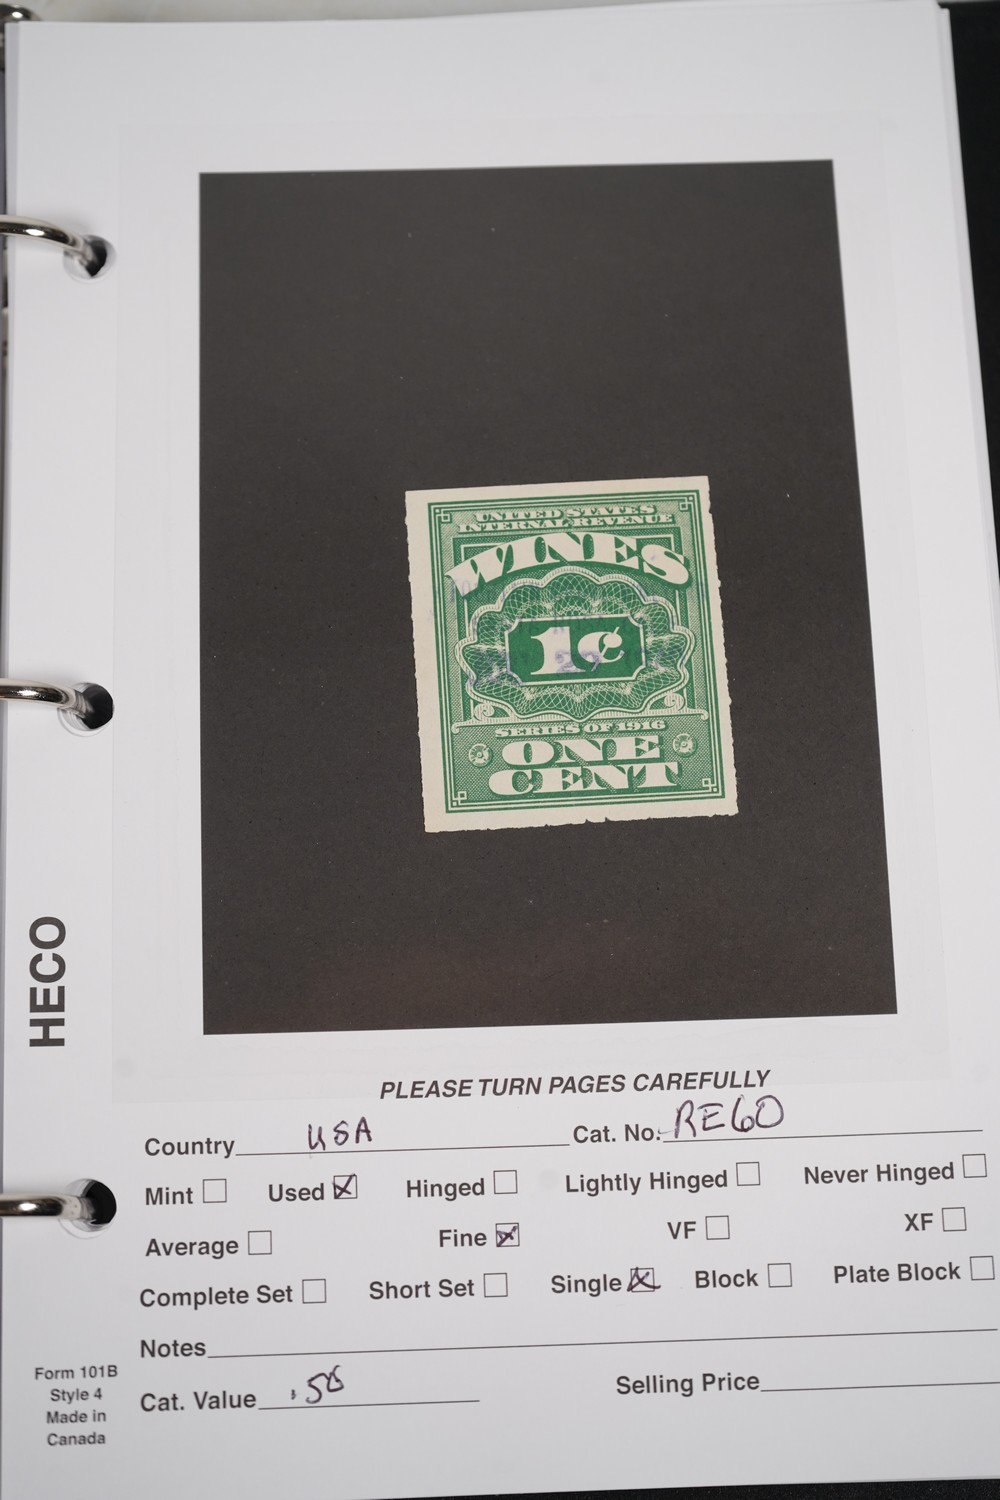 UNITED STATES
INTERNAL REVENUE
WINES
1¢
27
SERIES OF 1916
ONE
CENT
HECO
PLEASE TURN PAGES CAREFULLY
Country USA Cat. No. RE60
Mint Used Hinged Lightly Hinged Never Hinged
Average Fine VF XF
Complete Set Short Set Single Block Plate Block
Notes
Cat. Value .50 Selling Price
Form 101B
Style 4
Made in
Canada